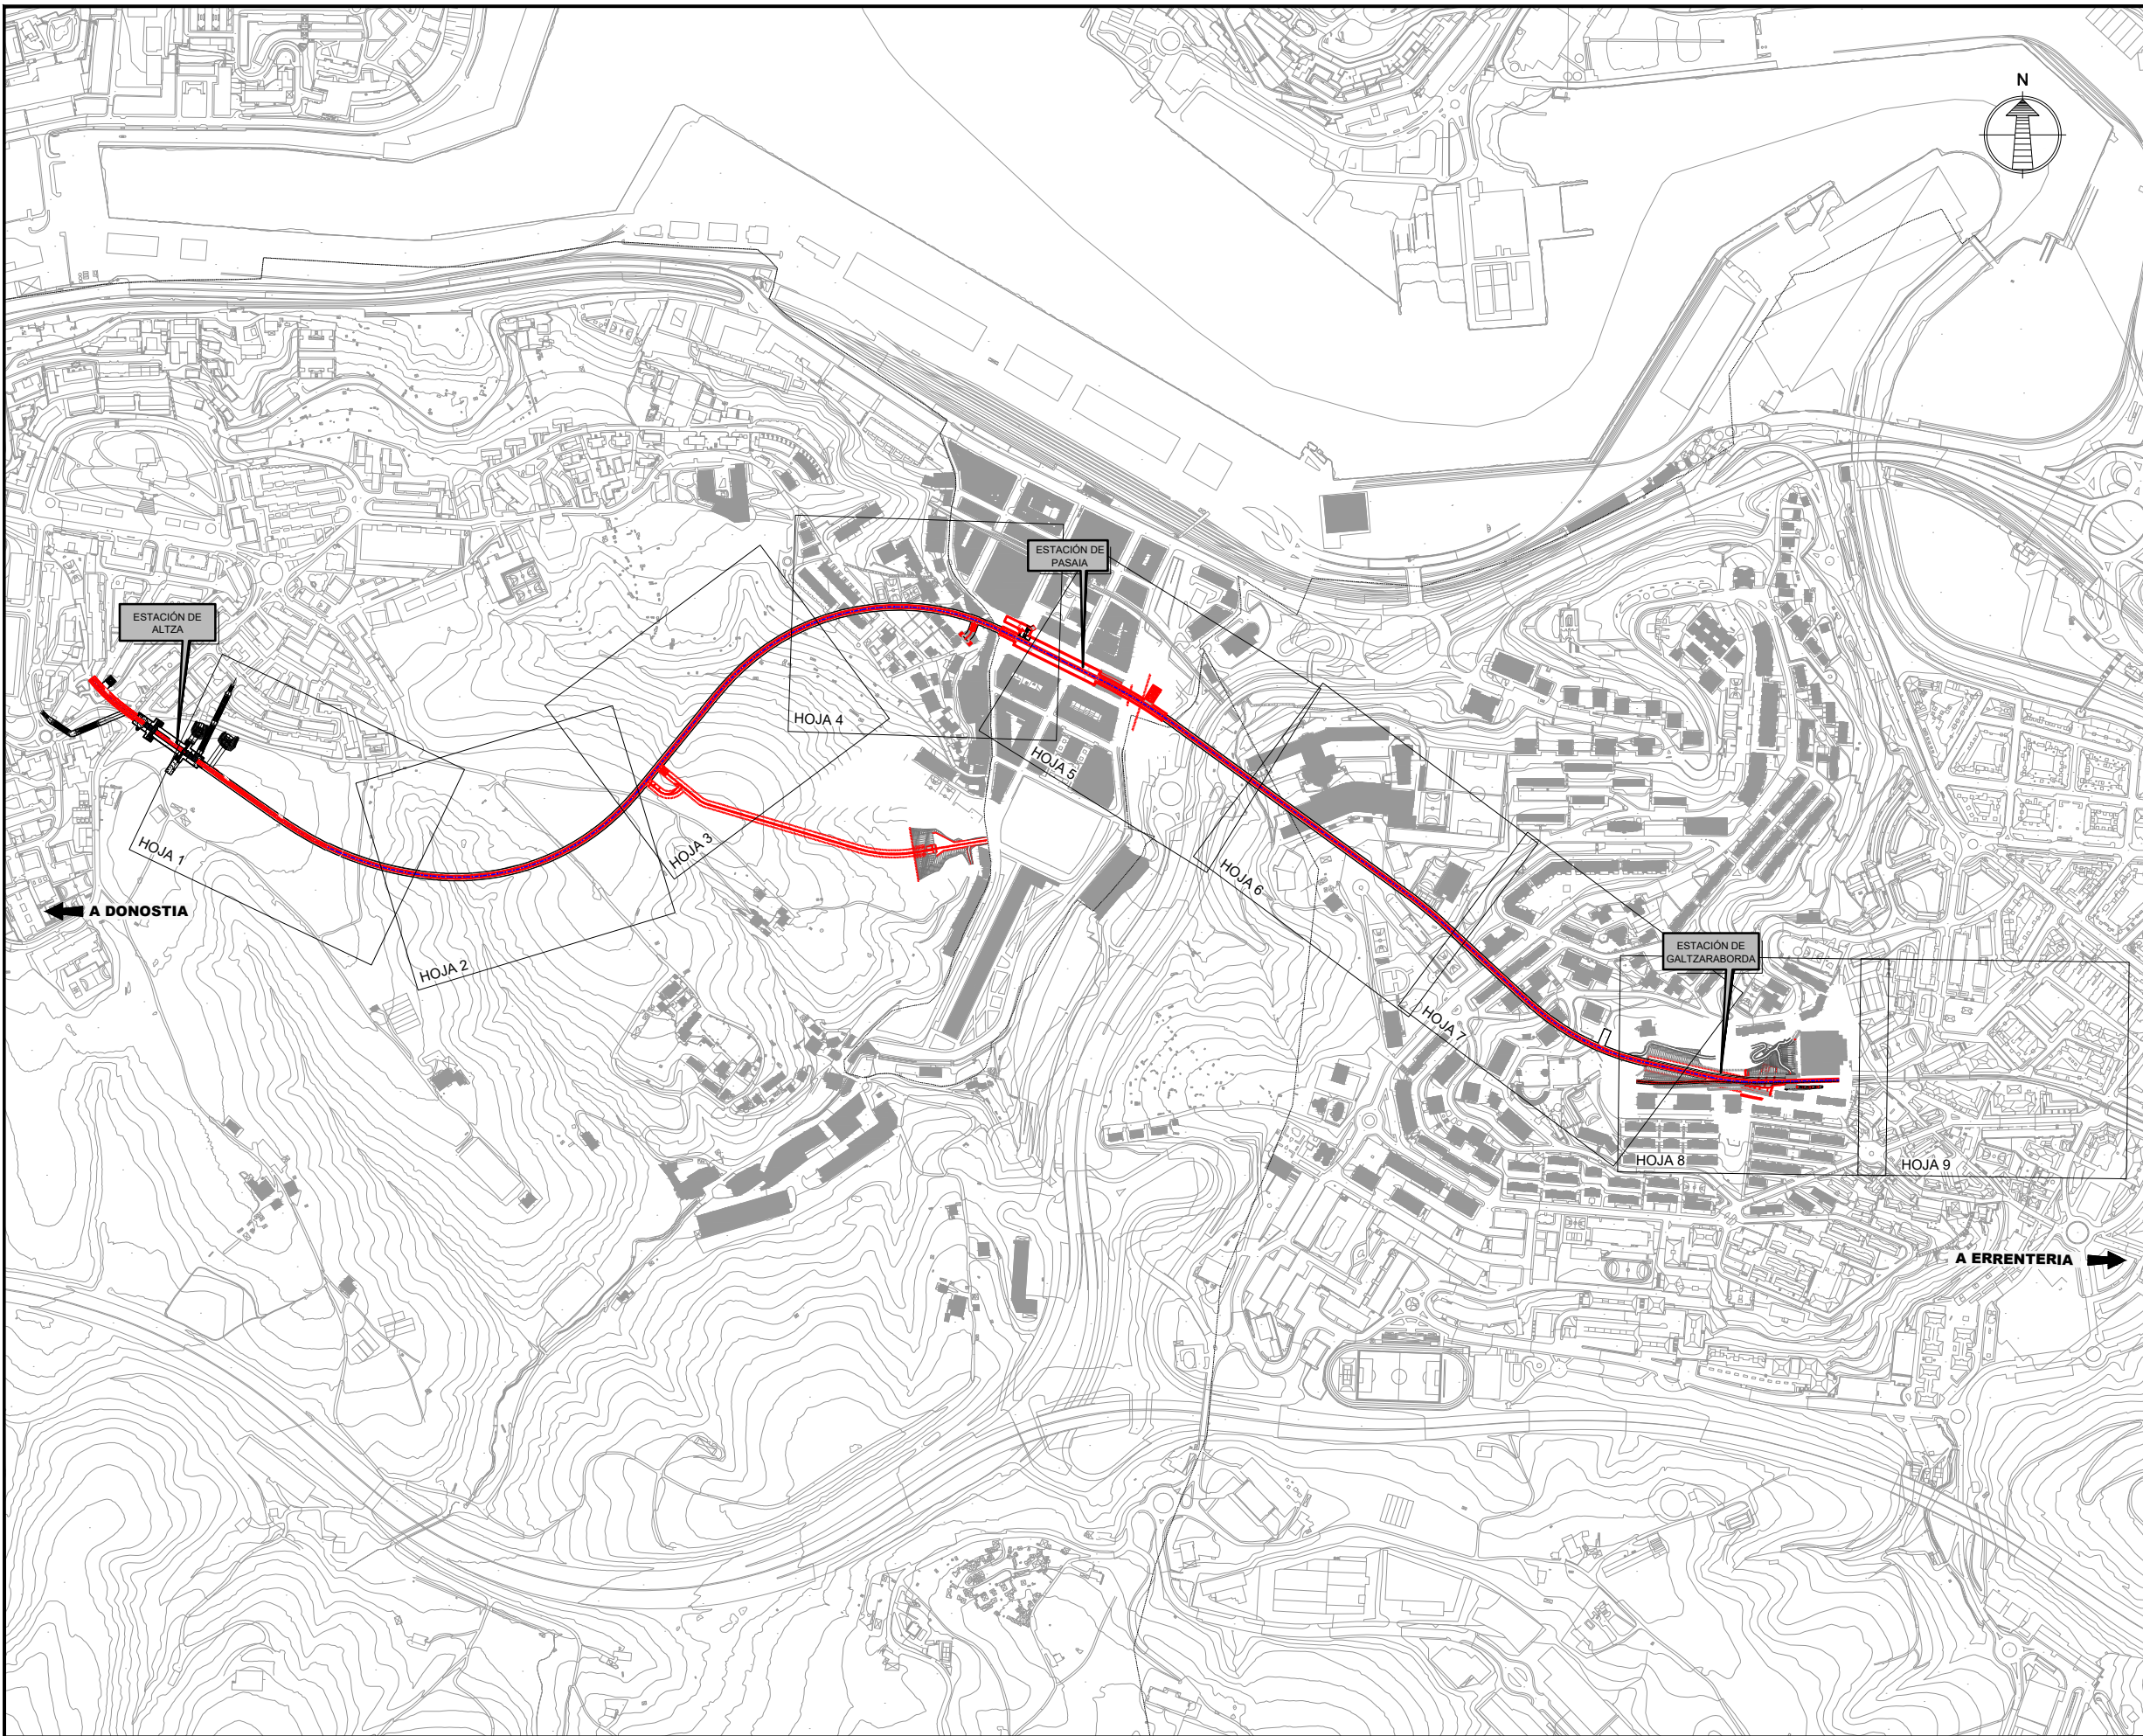 N
ESTACIÓN DE
PASAIA
ESTACIÓN DE
ALTZA
HOJA 4
HOJA 5
HOJA 1
HOJA 3
HOJA 6
A DONOSTIA
HOJA 2
ESTACIÓN DE
GALTZARABORDA
HOJA 7
HOJA 8
HOJA 9
A ERRENTERIA